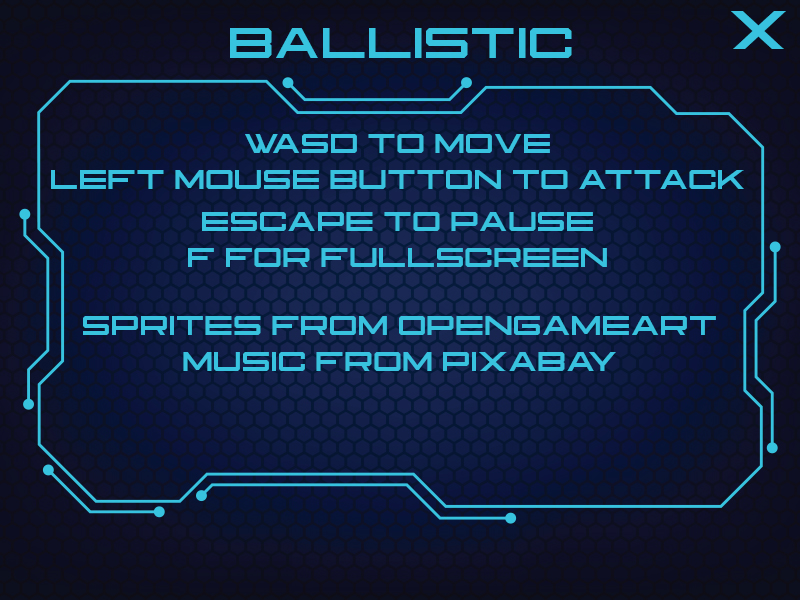 BALLISTIC
X
WASD TO MOVE
LEFT MOUSE BUTTON TO ATTACK
ESCAPE TO PAUSE
F FOR FULLSCREEN
SPRITES FROM OPENGAMEART
MUSIC FROM PIXABAY